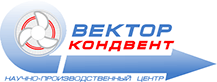 ВЕКТОР
КОНДВЕНТ
НАУЧНО-ПРОИЗВОДСТВЕННЫЙ ЦЕНТР